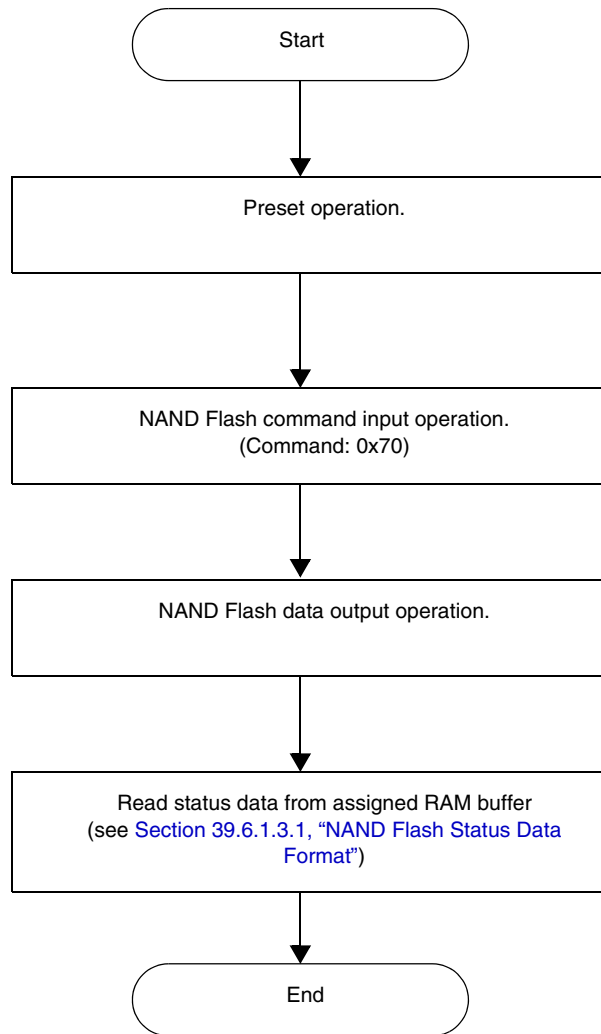 Start
Preset operation.
NAND Flash command input operation.
(Command: 0x70)
NAND Flash data output operation.
Read status data from assigned RAM buffer
(see Section 39.6.1.3.1, “NAND Flash Status Data
Format”)
End